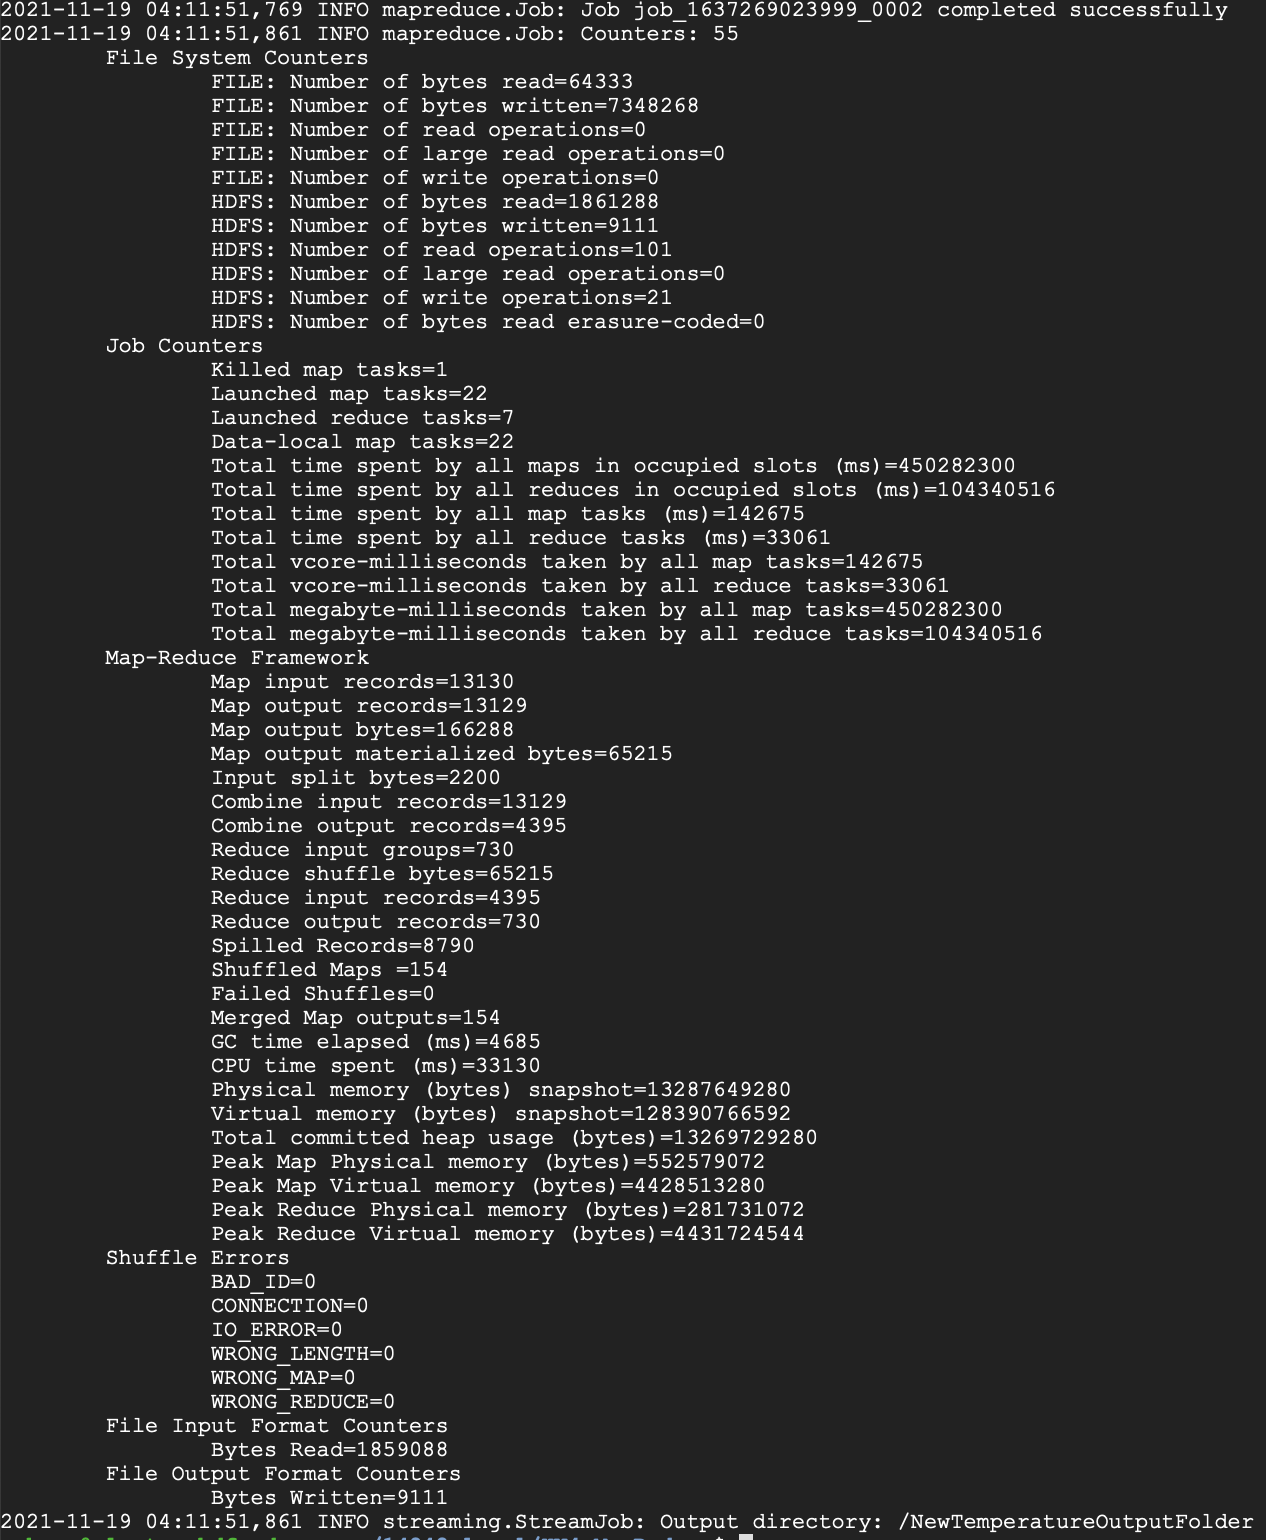 2021-11-19 04:11:51,769 INFO mapreduce.Job: Job job_1637269023999_0002 completed successfully
2021-11-19 04:11:51,861 INFO mapreduce.Job: Counters: 55
File System Counters
FILE: Number of bytes read=64333
FILE: Number of bytes written=7348268
FILE: Number of read operations=0
FILE: Number of large read operations=0
FILE: Number of write operations=0
HDFS: Number of bytes read=1861288
HDFS: Number of bytes written=9111
HDFS: Number of read operations=101
HDFS: Number of large read operations=0
HDFS: Number of write operations=21
HDFS: Number of bytes read erasure-coded=0
Job Counters
Killed map tasks=1
Launched map tasks=22
Launched reduce tasks=7
Data-local map tasks=22
Total time spent by all maps in occupied slots (ms)=450282300
Total time spent by all reduces in occupied slots (ms)=104340516
Total time spent by all map tasks (ms)=142675
Total time spent by all reduce tasks (ms)=33061
Total vcore-milliseconds taken by all map tasks=142675
Total vcore-milliseconds taken by all reduce tasks=33061
Total megabyte-milliseconds taken by all map tasks=450282300
Total megabyte-milliseconds taken by all reduce tasks=104340516
Map-Reduce Framework
Map input records=13130
Map output records=13129
Map output bytes=166288
Map output materialized bytes=65215
Input split bytes=2200
Combine input records=13129
Combine output records=4395
Reduce input groups=730
Reduce shuffle bytes=65215
Reduce input records=4395
Reduce output records=730
Spilled Records=8790
Shuffled Maps =154
Failed Shuffles=0
Merged Map outputs=154
GC time elapsed (ms)=4685
CPU time spent (ms)=33130
Physical memory (bytes) snapshot=13287649280
Virtual memory (bytes) snapshot=128390766592
Total committed heap usage (bytes)=13269729280
Peak Map Physical memory (bytes)=552579072
Peak Map Virtual memory (bytes)=4428513280
Peak Reduce Physical memory (bytes)=281731072
Peak Reduce Virtual memory (bytes)=4431724544
Shuffle Errors
BAD_ID=0
CONNECTION=0
IO_ERROR=0
WRONG_LENGTH=0
WRONG_MAP=0
WRONG_REDUCE=0
File Input Format Counters
Bytes Read=1859088
File Output Format Counters
Bytes Written=9111
2021-11-19 04:11:51,861 INFO streaming.StreamJob: Output directory: /NewTemperatureOutputFolder